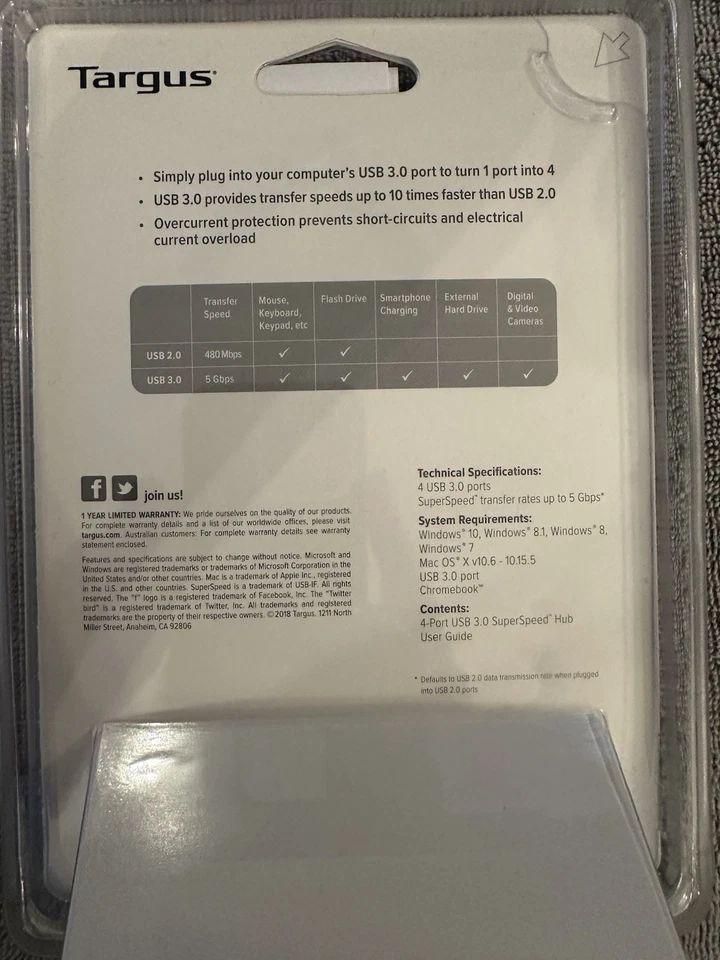 Targus
• Simply plug into your computer's USB 3.0 port to turn 1 port into 4
• USB 3.0 provides transfer speeds up to 10 times faster than USB 2.0
• Overcurrent protection prevents short-circuits and electrical
current overload
Transfer Speed | Mouse, Keyboard, Keypad, etc | Flash Drive | Smartphone Charging | External Hard Drive | Digital & Video Cameras
USB 2.0 | 480 Mbps | ✓ | ✓
USB 3.0 | 5 Gbps | ✓ | ✓ | ✓ | ✓ | ✓
f join us!
1 YEAR LIMITED WARRANTY: We pride ourselves on the quality of our products.
For complete warranty details and a list of our worldwide offices, please visit
targus.com. Australian customers: For complete warranty details see warranty
statement enclosed.
Features and specifications are subject to change without notice. Microsoft and
Windows are registered trademarks or trademarks of Microsoft Corporation in the
United States and/or other countries. Mac is a trademark of Apple Inc., registered
in the U.S. and other countries. SuperSpeed is a trademark of USB-IF. All rights
reserved. The "f" logo is a registered trademark of Facebook, Inc. The "Twitter
bird" is a registered trademark of Twitter, Inc. All trademarks and registered
trademarks are the property of their respective owners. ©2018 Targus. 1211 North
Miller Street, Anaheim, CA 92806
Technical Specifications:
4 USB 3.0 ports
SuperSpeed™ transfer rates up to 5 Gbps*
System Requirements:
Windows® 10, Windows® 8.1, Windows® 8,
Windows® 7
Mac OS® X v10.6 - 10.15.5
USB 3.0 port
Chromebook™
Contents:
4-Port USB 3.0 SuperSpeed™ Hub
User Guide
* Defaults to USB 2.0 data transmission rate when plugged
into USB 2.0 ports